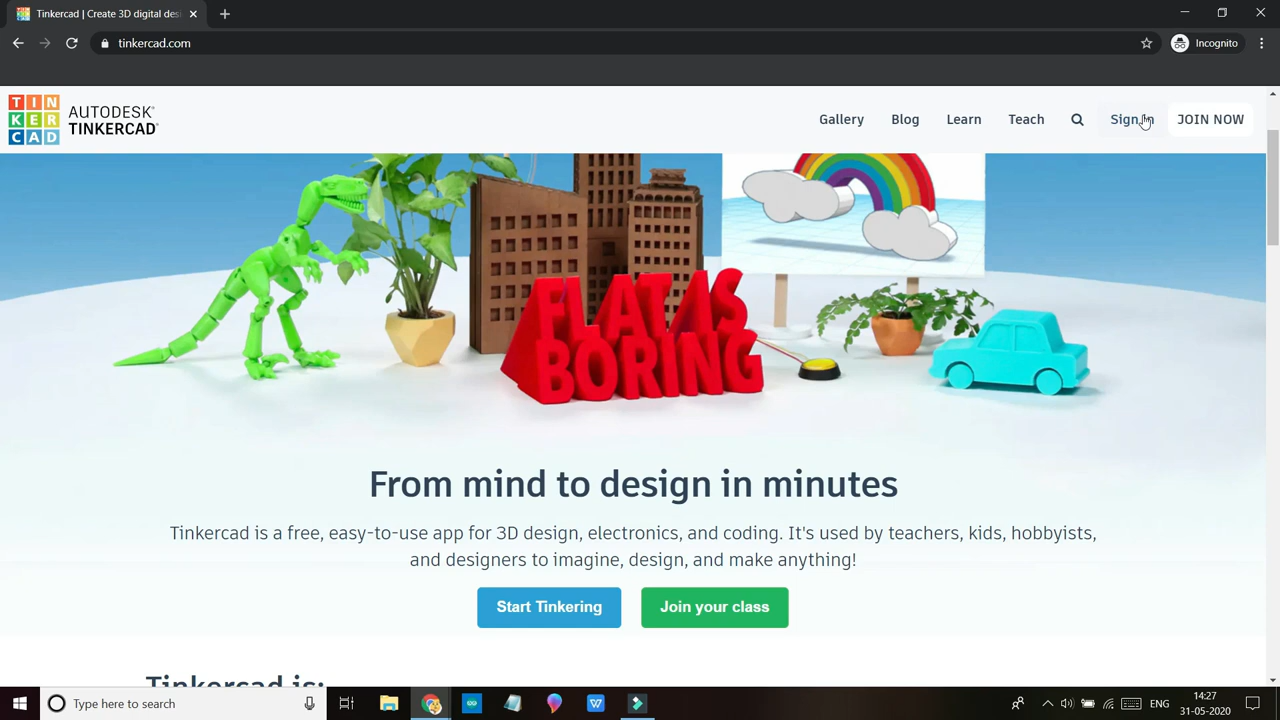 Tinkercad | Create 3D digital des
tinkercad.com
Incognito
TIN
KER
CAD
AUTODESK®
TINKERCAD®
Gallery
Blog
Learn
Teach
Sign In
JOIN NOW
FLAT IS
BORING
From mind to design in minutes
Tinkercad is a free, easy-to-use app for 3D design, electronics, and coding. It's used by teachers, kids, hobbyists,
and designers to imagine, design, and make anything!
Start Tinkering
Join your class
Tinkercad is:
Type here to search
ENG
14:27
31-05-2020